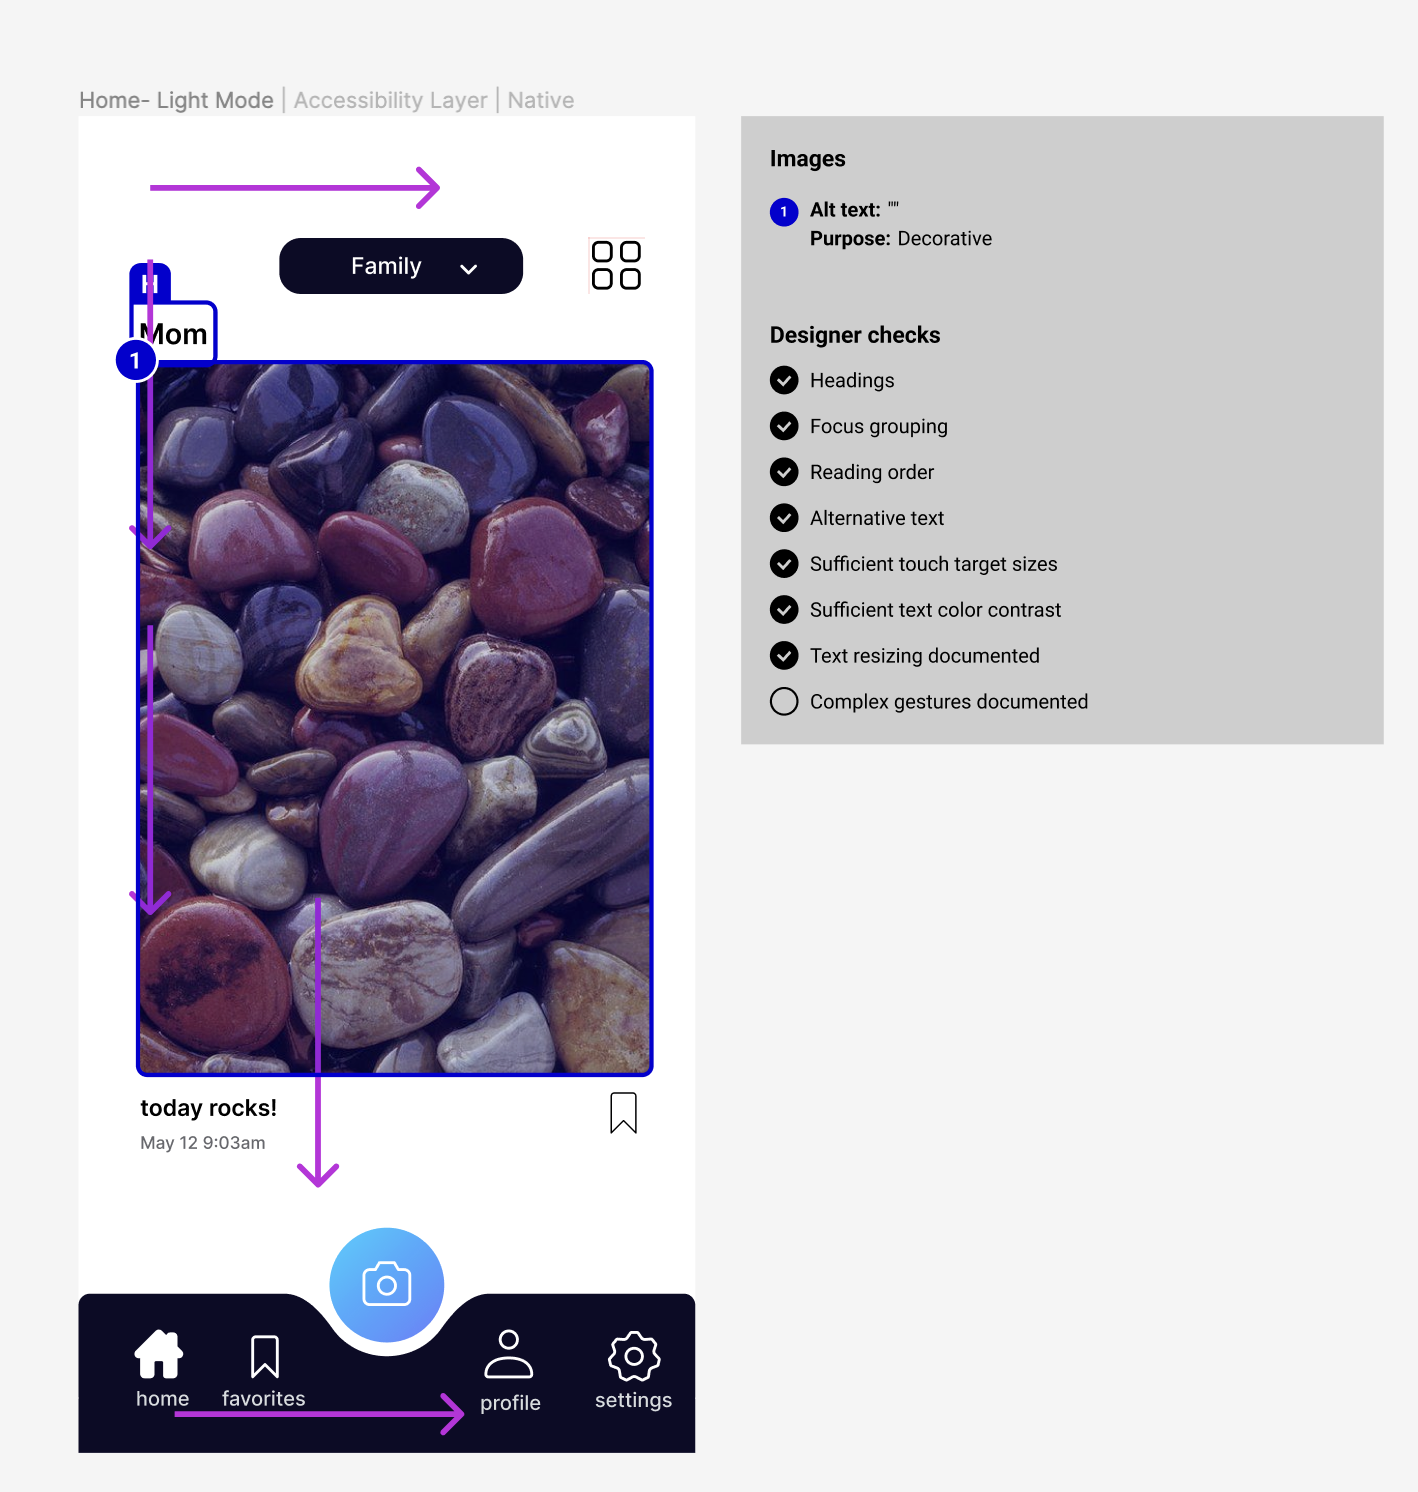 Home- Light Mode | Accessibility Layer | Native
Family
H
Mom
1
today rocks!
May 12 9:03am
home
favorites
profile
settings
Images
1
Alt text: ""
Purpose: Decorative
Designer checks
Headings
Focus grouping
Reading order
Alternative text
Sufficient touch target sizes
Sufficient text color contrast
Text resizing documented
Complex gestures documented